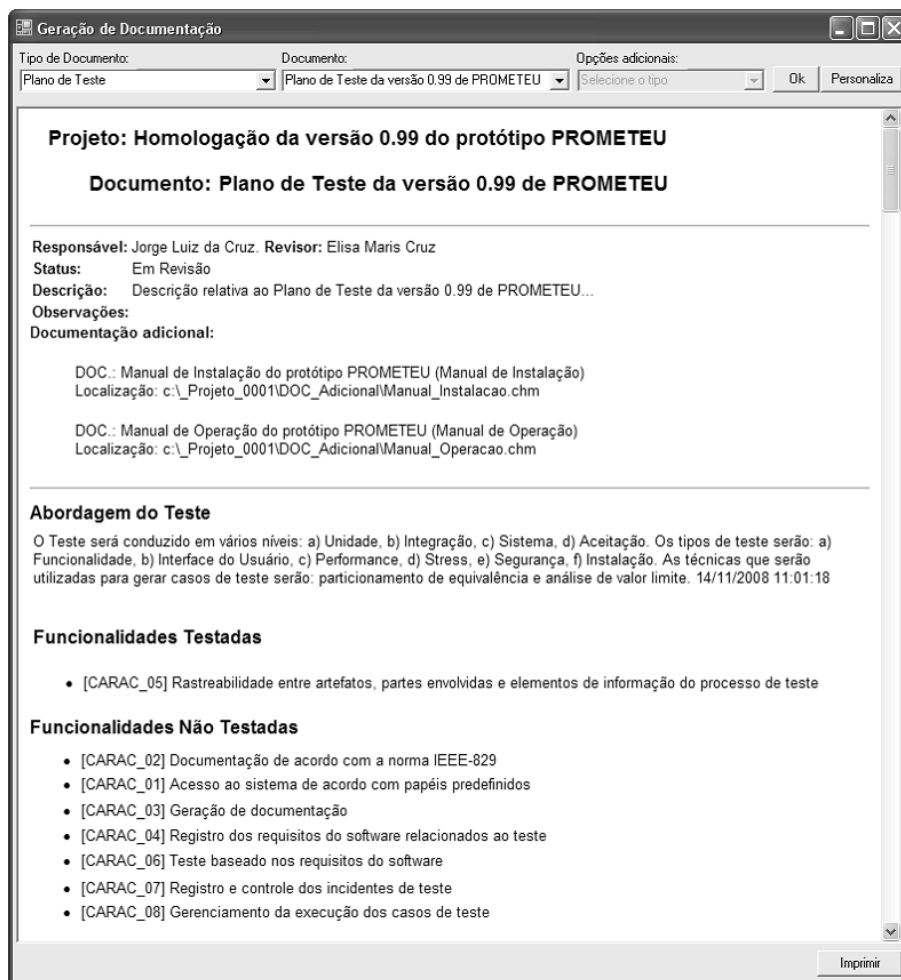 Geração de Documentação
Tipo de Documento: Documento: Opções adicionais:
Plano de Teste Plano de Teste da versão 0.99 de PROMETEU Selecione o tipo Ok Personaliza
Projeto: Homologação da versão 0.99 do protótipo PROMETEU
Documento: Plano de Teste da versão 0.99 de PROMETEU
Responsável: Jorge Luiz da Cruz. Revisor: Elisa Maris Cruz
Status: Em Revisão
Descrição: Descrição relativa ao Plano de Teste da versão 0.99 de PROMETEU...
Observações:
Documentação adicional:
DOC.: Manual de Instalação do protótipo PROMETEU (Manual de Instalação)
Localização: c:\_Projeto_0001\DOC_Adicional\Manual_Instalacao.chm
DOC.: Manual de Operação do protótipo PROMETEU (Manual de Operação)
Localização: c:\_Projeto_0001\DOC_Adicional\Manual_Operacao.chm
Abordagem do Teste
O Teste será conduzido em vários níveis: a) Unidade, b) Integração, c) Sistema, d) Aceitação. Os tipos de teste serão: a)
Funcionalidade, b) Interface do Usuário, c) Performance, d) Stress, e) Segurança, f) Instalação. As técnicas que serão
utilizadas para gerar casos de teste serão: particionamento de equivalência e análise de valor limite. 14/11/2008 11:01:18
Funcionalidades Testadas
• [CARAC_05] Rastreabilidade entre artefatos, partes envolvidas e elementos de informação do processo de teste
Funcionalidades Não Testadas
• [CARAC_02] Documentação de acordo com a norma IEEE-829
• [CARAC_01] Acesso ao sistema de acordo com papéis predefinidos
• [CARAC_03] Geração de documentação
• [CARAC_04] Registro dos requisitos do software relacionados ao teste
• [CARAC_06] Teste baseado nos requisitos do software
• [CARAC_07] Registro e controle dos incidentes de teste
• [CARAC_08] Gerenciamento da execução dos casos de teste
Imprimir